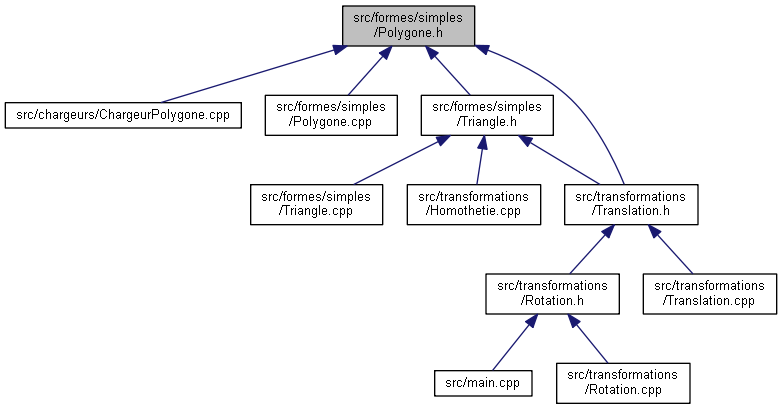 src/formes/simples
/Polygone.h
src/chargeurs/ChargeurPolygone.cpp
src/formes/simples
/Polygone.cpp
src/formes/simples
/Triangle.h
src/formes/simples
/Triangle.cpp
src/transformations
/Homothetie.cpp
src/transformations
/Translation.h
src/transformations
/Rotation.h
src/transformations
/Translation.cpp
src/main.cpp
src/transformations
/Rotation.cpp